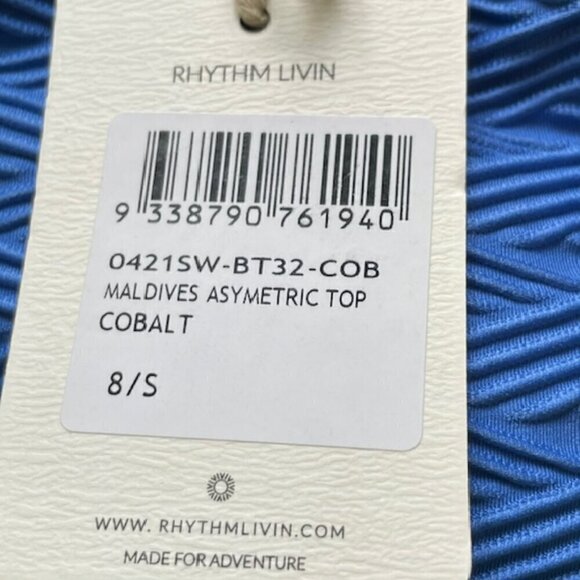 RHYTHM LIVIN
9 338790 761940
0421SW-BT32-COB
MALDIVES ASYMETRIC TOP
COBALT
8/S
WWW. RHYTHMLIVIN.COM
MADE FOR ADVENTURE